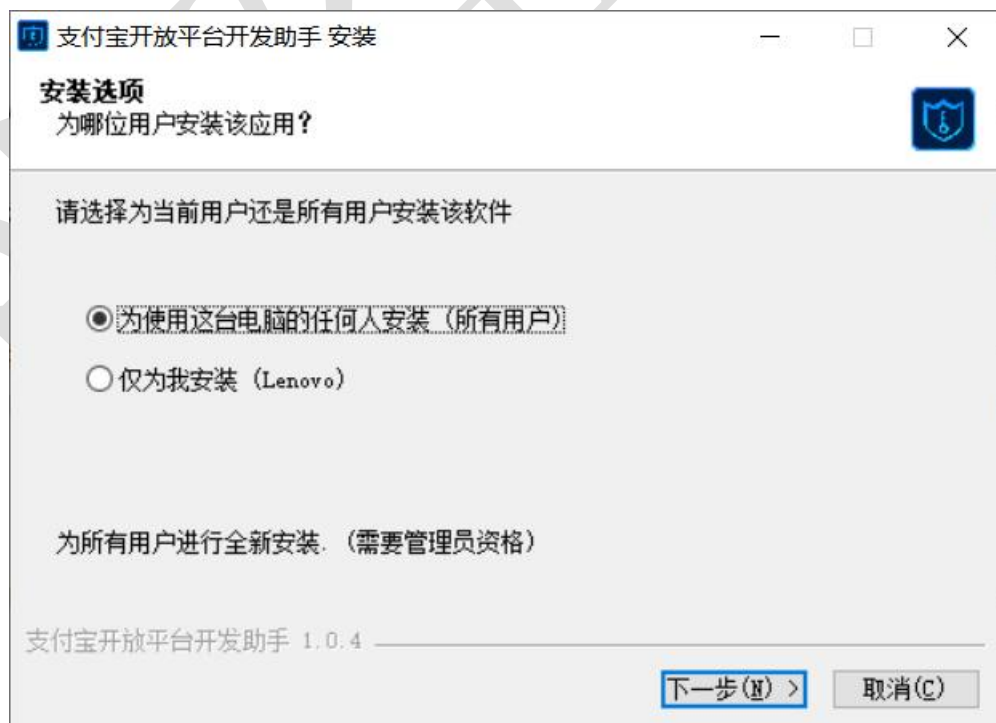 支付宝开放平台开发助手 安装
安装选项
为哪位用户安装该应用？
请选择为当前用户还是所有用户安装该软件
为使用这台电脑的任何人安装（所有用户）
仅为我安装（Lenovo）
为所有用户进行全新安装.（需要管理员资格）
支付宝开放平台开发助手 1.0.4
下一步(N) > 取消(C)